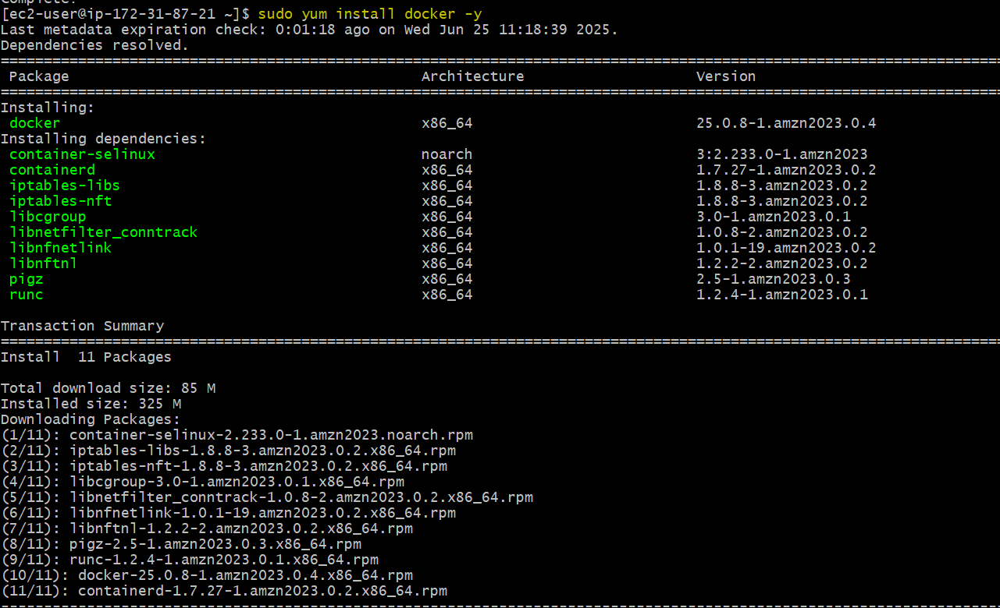 [ec2-user@ip-172-31-87-21 ~]$ sudo yum install docker -y
Last metadata expiration check: 0:01:18 ago on Wed Jun 25 11:18:39 2025.
Dependencies resolved.
Package Architecture Version
Installing:
docker x86_64 25.0.8-1.amzn2023.0.4
Installing dependencies:
container-selinux noarch 3:2.233.0-1.amzn2023
containerd x86_64 1.7.27-1.amzn2023.0.2
iptables-libs x86_64 1.8.8-3.amzn2023.0.2
iptables-nft x86_64 1.8.8-3.amzn2023.0.2
libcgroup x86_64 3.0-1.amzn2023.0.1
libnetfilter_conntrack x86_64 1.0.8-2.amzn2023.0.2
libnfnetlink x86_64 1.0.1-19.amzn2023.0.2
libnftnl x86_64 1.2.2-2.amzn2023.0.2
pigz x86_64 2.5-1.amzn2023.0.3
runc x86_64 1.2.4-1.amzn2023.0.1
Transaction Summary
Install 11 Packages
Total download size: 85 M
Installed size: 325 M
Downloading Packages:
(1/11): container-selinux-2.233.0-1.amzn2023.noarch.rpm
(2/11): iptables-libs-1.8.8-3.amzn2023.0.2.x86_64.rpm
(3/11): iptables-nft-1.8.8-3.amzn2023.0.2.x86_64.rpm
(4/11): libcgroup-3.0-1.amzn2023.0.1.x86_64.rpm
(5/11): libnetfilter_conntrack-1.0.8-2.amzn2023.0.2.x86_64.rpm
(6/11): libnfnetlink-1.0.1-19.amzn2023.0.2.x86_64.rpm
(7/11): libnftnl-1.2.2-2.amzn2023.0.2.x86_64.rpm
(8/11): pigz-2.5-1.amzn2023.0.3.x86_64.rpm
(9/11): runc-1.2.4-1.amzn2023.0.1.x86_64.rpm
(10/11): docker-25.0.8-1.amzn2023.0.4.x86_64.rpm
(11/11): containerd-1.7.27-1.amzn2023.0.2.x86_64.rpm